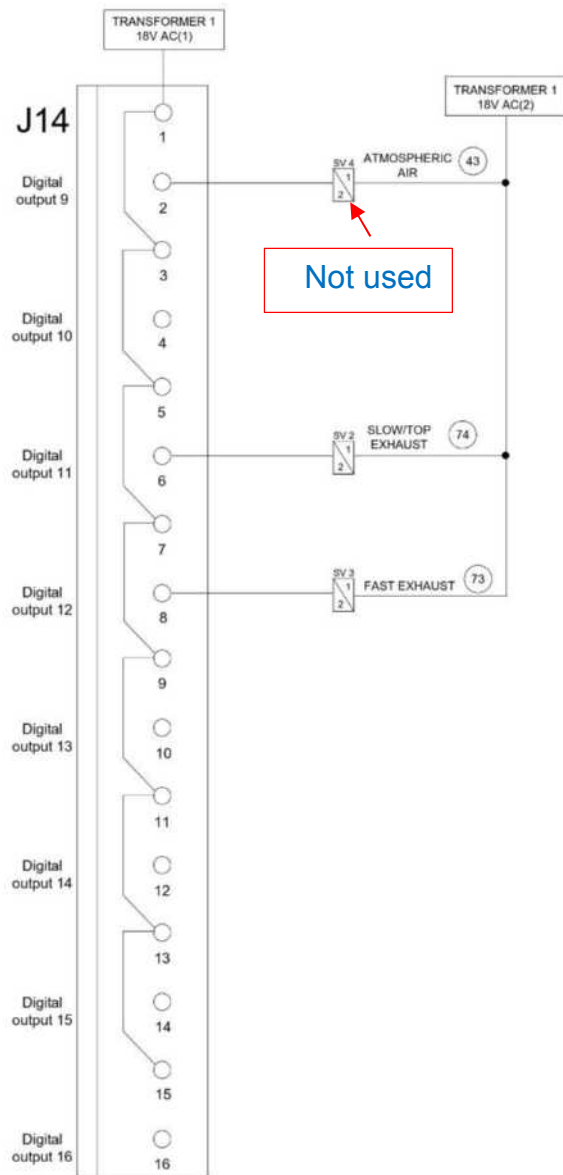 TRANSFORMER 1
18V AC(1)
TRANSFORMER 1
18V AC(2)
J14
1
Digital
output 9
2
SV 4
1
2
ATMOSPHERIC
AIR
43
Not used
3
Digital
output 10
4
5
Digital
output 11
6
SV 2
1
2
SLOW/TOP
EXHAUST
74
7
Digital
output 12
8
SV 3
1
2
FAST EXHAUST
73
9
Digital
output 13
10
11
Digital
output 14
12
13
Digital
output 15
14
15
Digital
output 16
16